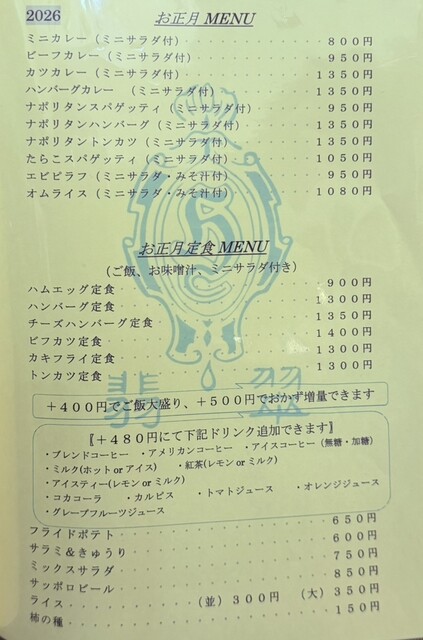 2026
お正月 MENU
ミニカレー（ミニサラダ付）・・・・・・・・・・・８００円
ビーフカレー（ミニサラダ付）・・・・・・・・・・９５０円
カツカレー（ミニサラダ付）・・・・・・・・・・１３５０円
ハンバーグカレー　（ミニサラダ付）・・・・・・１３５０円
ナポリタンスパゲッティ（ミニサラダ付）・・・・・９５０円
ナポリタンハンバーグ（ミニサラダ付）・・・・・１３５０円
ナポリタントンカツ（ミニサラダ付）・・・・・・１３５０円
たらこスパゲッティ（ミニサラダ付）・・・・・・１０５０円
エビピラフ（ミニサラダ・みそ汁付）・・・・・・・９５０円
オムライス（ミニサラダ・みそ汁付）・・・・・・１０８０円
お正月定食 MENU
（ご飯、お味噌汁、ミニサラダ付き）
ハムエッグ定食・・・・・・・・・・・・・・・・・９００円
ハンバーグ定食・・・・・・・・・・・・・・・・１３００円
チーズハンバーグ定食・・・・・・・・・・・・・１３５０円
ビフカツ定食・・・・・・・・・・・・・・・・・１４００円
カキフライ定食・・・・・・・・・・・・・・・・１３００円
トンカツ定食・・・・・・・・・・・・・・・・・１３００円
翡翠
＋４００円でご飯大盛り、＋５００円でおかず増量できます
〖＋４８０円にて下記ドリンク追加できます〗
・ブレンドコーヒー　・アメリカンコーヒー　・アイスコーヒー（無糖・加糖）
・ミルク(ホット or アイス)　・紅茶(レモン or ミルク)
・アイスティー(レモン or ミルク)
・コカコーラ　・カルピス　・トマトジュース　・オレンジジュース
・グレープフルーツジュース
フライドポテト・・・・・・・・・・・・・・・・・６５０円
サラミ＆きゅうり・・・・・・・・・・・・・・・・６００円
ミックスサラダ・・・・・・・・・・・・・・・・・７５０円
サッポロビール・・・・・・・・・・・・・・・・・８５０円
ライス・・・・・・・・・（並）３００円　（大）３５０円
柿の種・・・・・・・・・・・・・・・・・・・・・１５０円